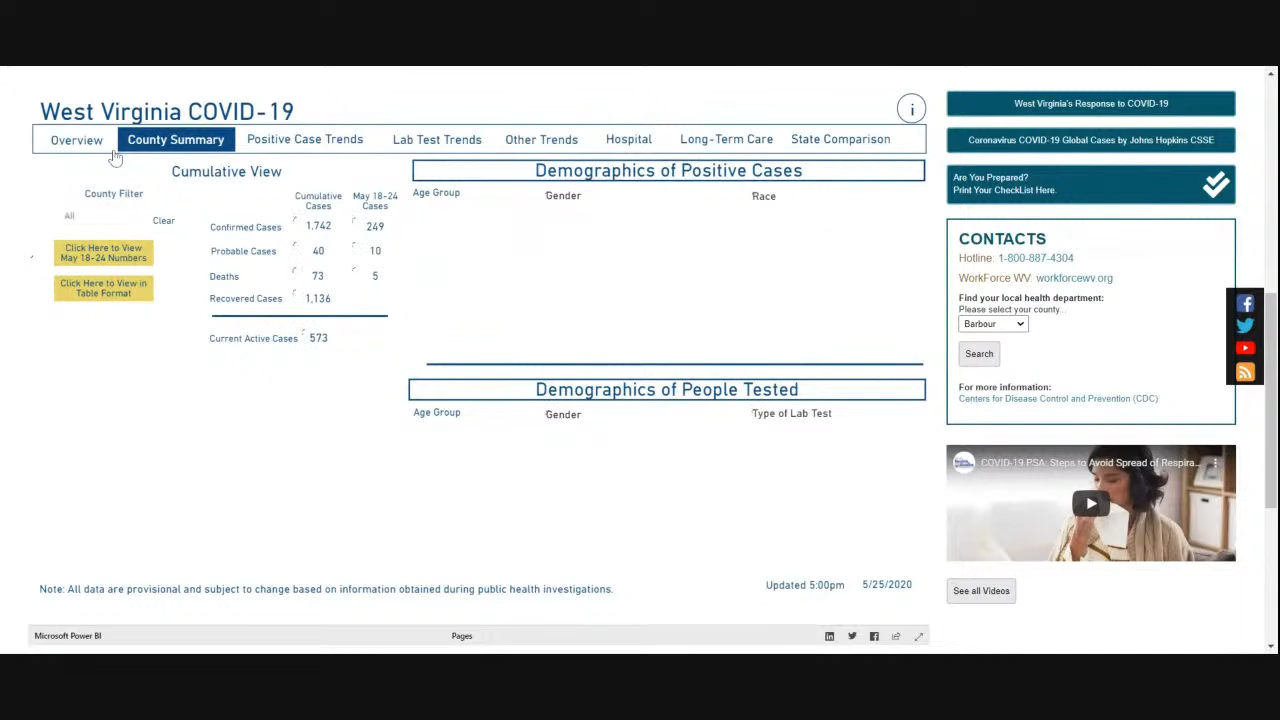 West Virginia COVID-19
i
Overview
County Summary
Positive Case Trends
Lab Test Trends
Other Trends
Hospital
Long-Term Care
State Comparison
Cumulative View
County Filter
All
Clear
Click Here to View
May 18-24 Numbers
Click Here to View in
Table Format
Cumulative
Cases
May 18-24
Cases
Confirmed Cases 1,742 249
Probable Cases 40 10
Deaths 73 5
Recovered Cases 1,136
Current Active Cases 573
Demographics of Positive Cases
Age Group
Gender
Race
Demographics of People Tested
Age Group
Gender
Type of Lab Test
Note: All data are provisional and subject to change based on information obtained during public health investigations.
Updated 5:00pm 5/25/2020
Microsoft Power BI
Pages
West Virginia's Response to COVID-19
Coronavirus COVID-19 Global Cases by Johns Hopkins CSSE
Are You Prepared?
Print Your CheckList Here.
CONTACTS
Hotline: 1-800-887-4304
WorkForce WV: workforcewv.org
Find your local health department:
Please select your county...
Barbour
Search
For more information:
Centers for Disease Control and Prevention (CDC)
COVID-19 PSA: Steps to Avoid Spread of Respira...
See all Videos